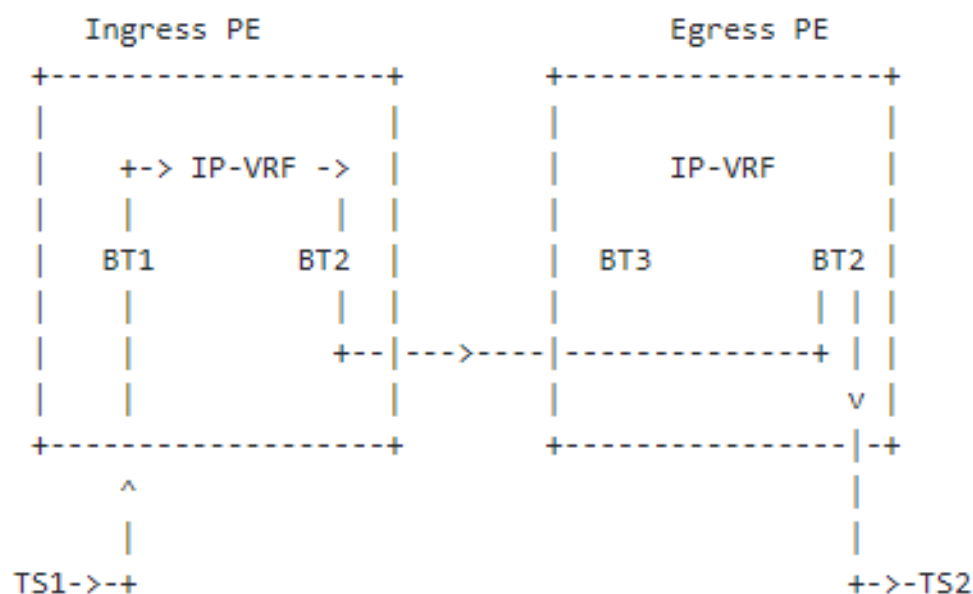 Ingress PE                       Egress PE
+-------------------+        +------------------+
|                   |        |                  |
|    +-> IP-VRF ->  |        |      IP-VRF      |
|    |           |  |        |                  |
|   BT1        BT2  |        |  BT3         BT2 |
|    |           |  |        |              | | |
|    |           +--|--->----|--------------+ | |
|    |              |        |                v |
+-------------------+        +----------------|-+
     ^                                        |
     |                                        |
TS1->-+                                        +->-TS2